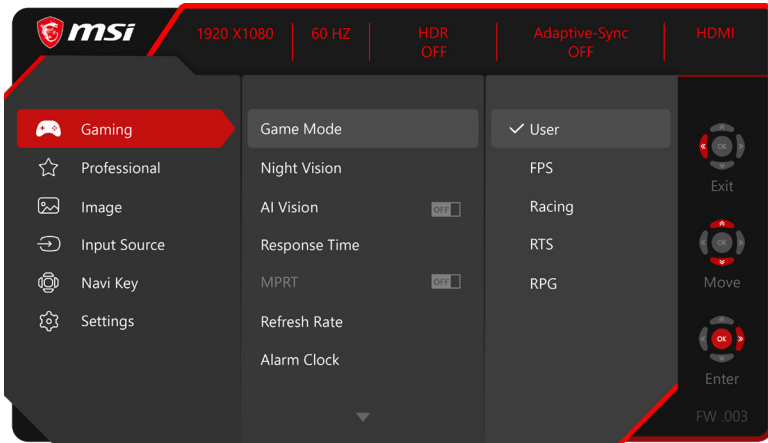 msi
1920 X1080
60 HZ
HDR
OFF
Adaptive-Sync
OFF
HDMI
Gaming
Professional
Image
Input Source
Navi Key
Settings
Game Mode
Night Vision
AI Vision
OFF
Response Time
MPRT
OFF
Refresh Rate
Alarm Clock
User
FPS
Racing
RTS
RPG
OK
Exit
OK
Move
OK
Enter
FW .003